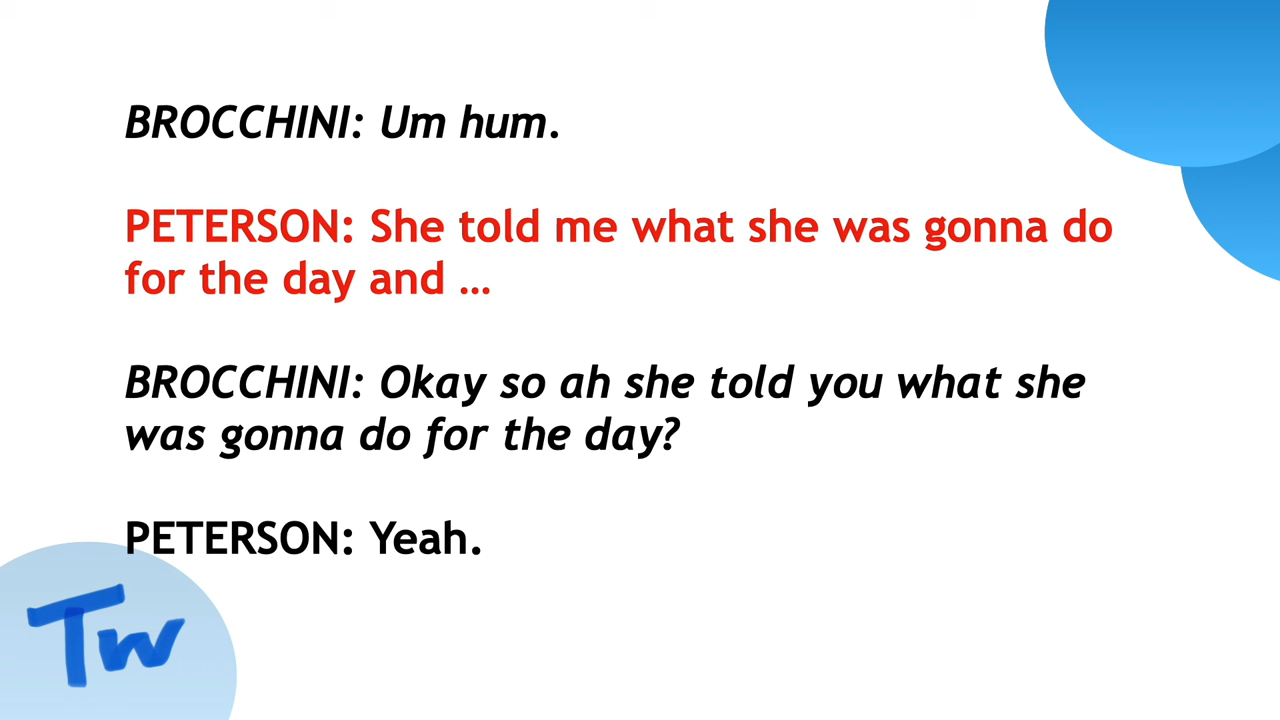 BROCCHINI: Um hum.
PETERSON: She told me what she was gonna do
for the day and …
BROCCHINI: Okay so ah she told you what she
was gonna do for the day?
PETERSON: Yeah.
Tw